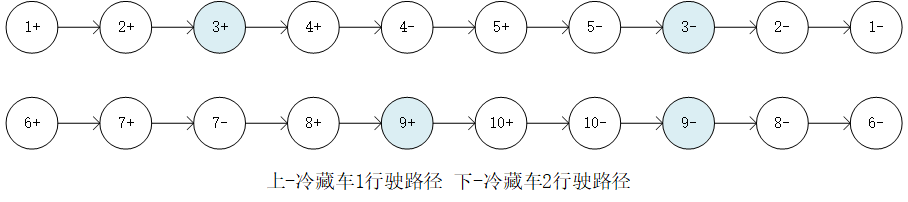 1+ 2+ 3+ 4+ 4- 5+ 5- 3- 2- 1-
6+ 7+ 7- 8+ 9+ 10+ 10- 9- 8- 6-
上-冷藏车1行驶路径 下-冷藏车2行驶路径